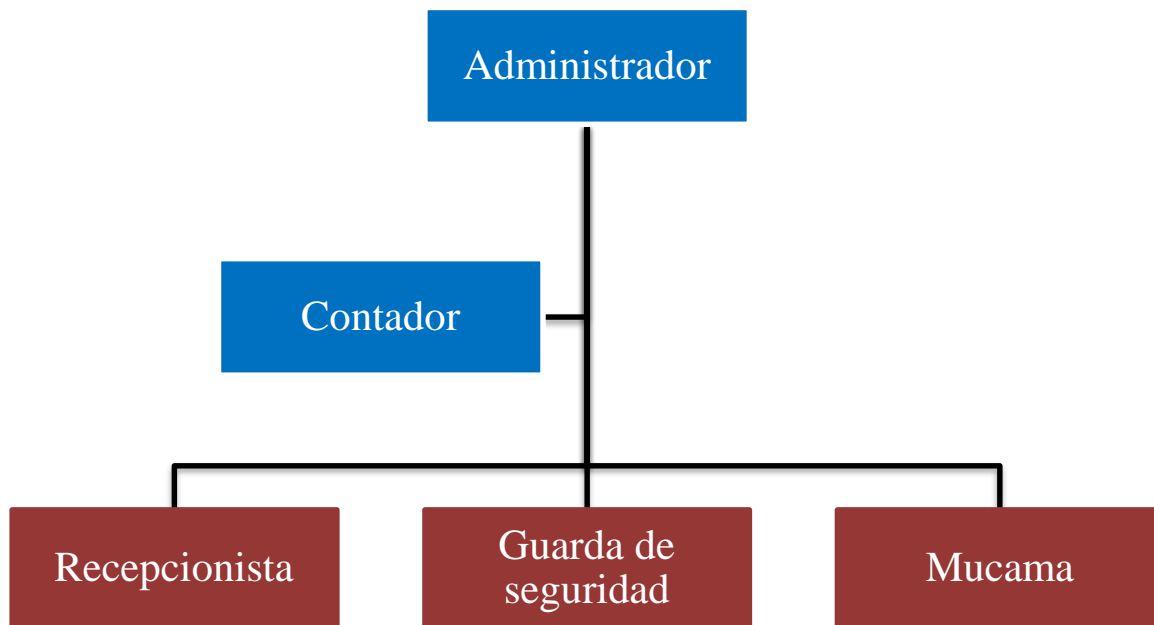 Administrador
Contador
Recepcionista
Guarda de
seguridad
Mucama